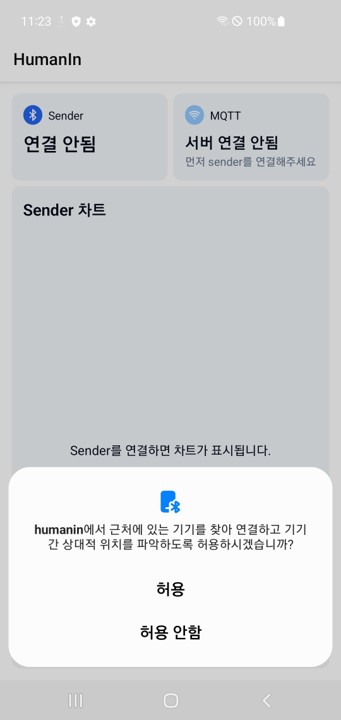 11:23
100%
HumanIn
Sender
연결 안됨
MQTT
서버 연결 안됨
먼저 sender를 연결해주세요
Sender 차트
Sender를 연결하면 차트가 표시됩니다.
humanin에서 근처에 있는 기기를 찾아 연결하고 기기
간 상대적 위치를 파악하도록 허용하시겠습니까?
허용
허용 안함